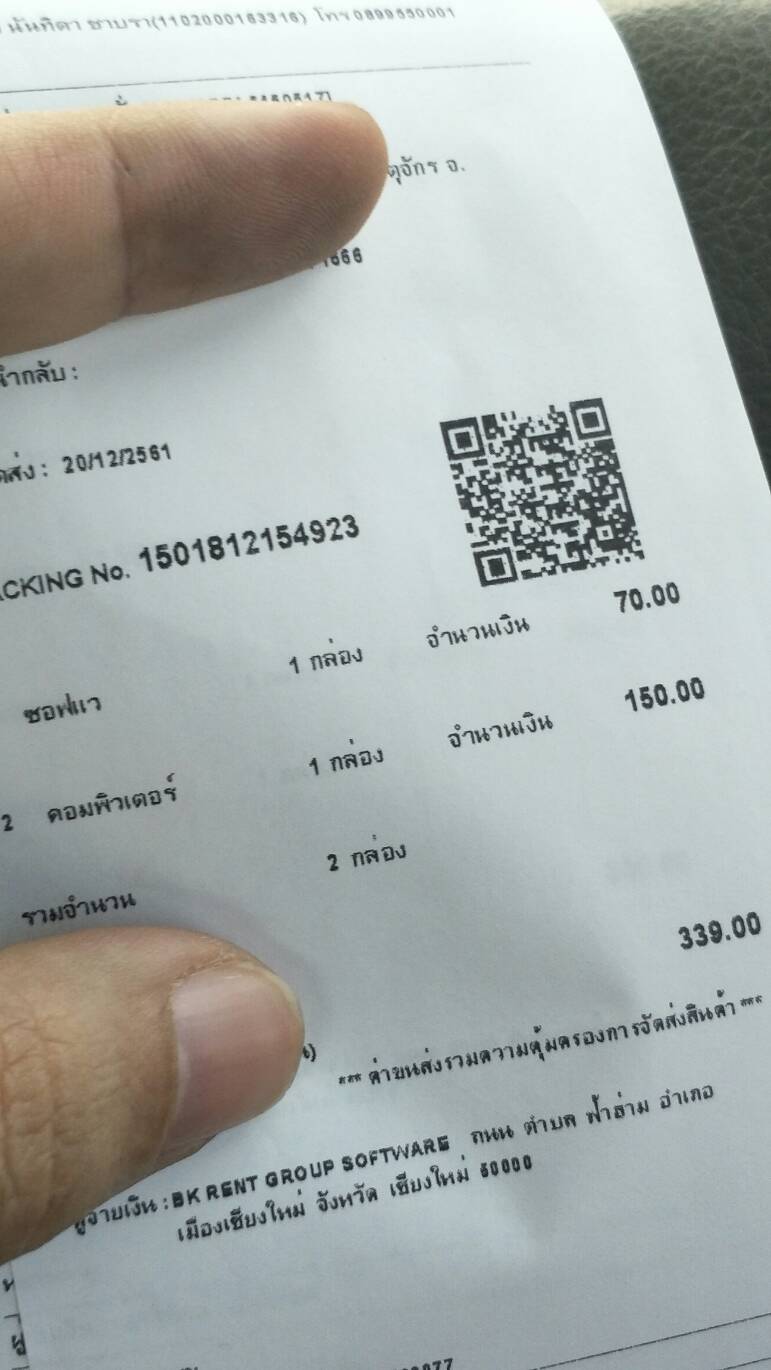 นันทิดา ชาบรา(1102000163316) โทร0899550001
ตุจักร อ.
1666
นำกลับ :
ดส่ง : 20/12/2561
ACKING No. 1501812154923
ซอฟแว 1 กล่อง จำนวนเงิน 70.00
2 คอมพิวเตอร์ 1 กล่อง จำนวนเงิน 150.00
รวมจำนวน 2 กล่อง
339.00
*** ค่าขนส่งรวมความคุ้มครองการจัดส่งสินค้า ***
ผู้จ่ายเงิน : BK RENT GROUP SOFTWARE ถนน ตำบล ฟ้าฮ่าม อำเภอ
เมืองเชียงใหม่ จังหวัด เชียงใหม่ 50000